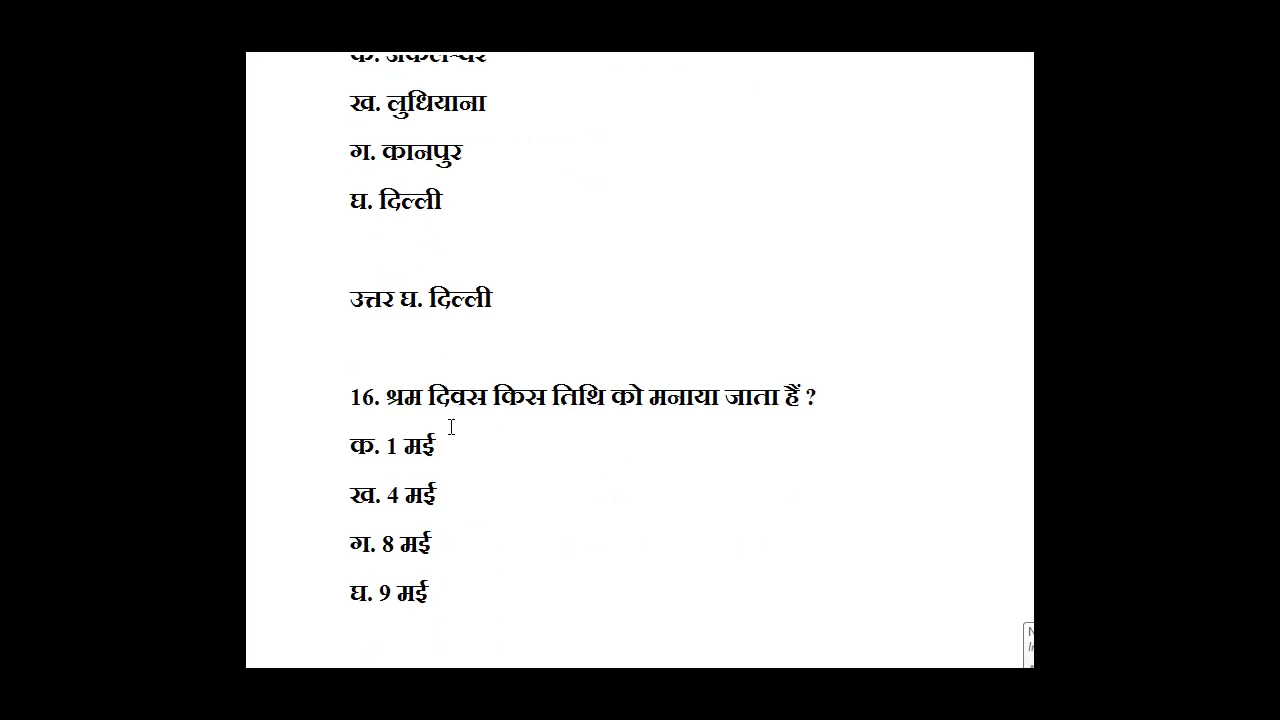 ख. लुधियाना
ग. कानपुर
घ. दिल्ली
उत्तर घ. दिल्ली
16. श्रम दिवस किस तिथि को मनाया जाता हैं ?
क. 1 मई
ख. 4 मई
ग. 8 मई
घ. 9 मई